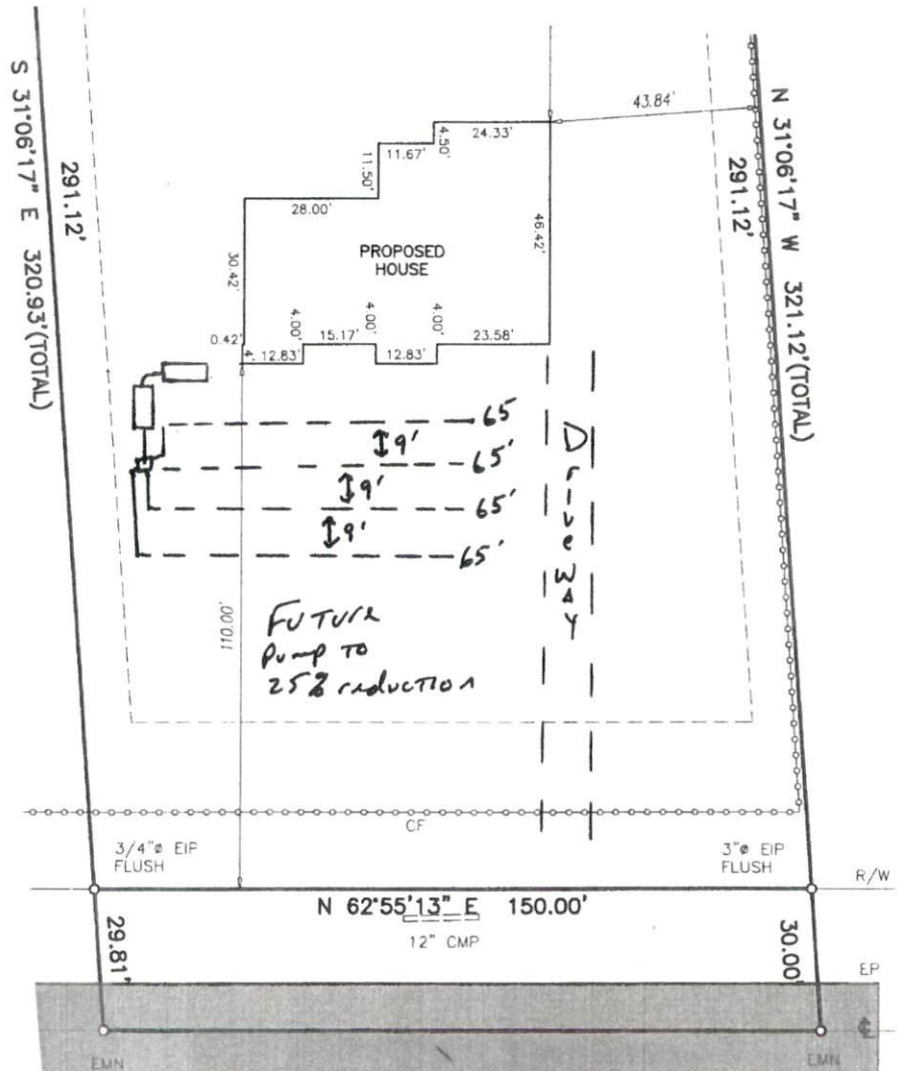 S 31°06'17" E 320.93'(TOTAL)
291.12'
N 31°06'17" W 321.12'(TOTAL)
291.12'
43.84'
24.33'
4.50'
11.67'
11.50'
28.00'
46.42'
PROPOSED
HOUSE
30.42'
4.00'
15.17'
4.00'
4.00'
23.58'
0.42'
4.
12.83'
12.83'
65
9'
65'
9'
65'
9'
65'
DriveWAY
110.00'
FUTURE
Pump TO
25% reduction
CF
3/4"ø EIP
FLUSH
3"ø EIP
FLUSH
R/W
N 62°55'13" E 150.00'
12" CMP
29.81'
30.00'
EP
EMN
EMN